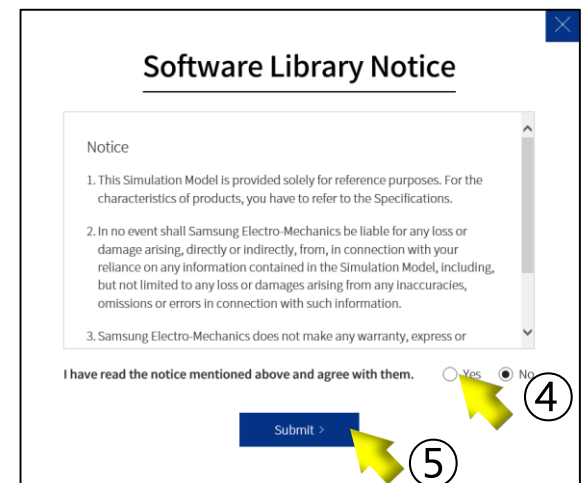 Software Library Notice
Notice
1. This Simulation Model is provided solely for reference purposes. For the
characteristics of products, you have to refer to the Specifications.
2. In no event shall Samsung Electro-Mechanics be liable for any loss or
damage arising, directly or indirectly, from, in connection with your
reliance on any information contained in the Simulation Model, including,
but not limited to any loss or damages arising from any inaccuracies,
omissions or errors in connection with such information.
3. Samsung Electro-Mechanics does not make any warranty, express or
I have read the notice mentioned above and agree with them. Yes No
④
Submit >
⑤